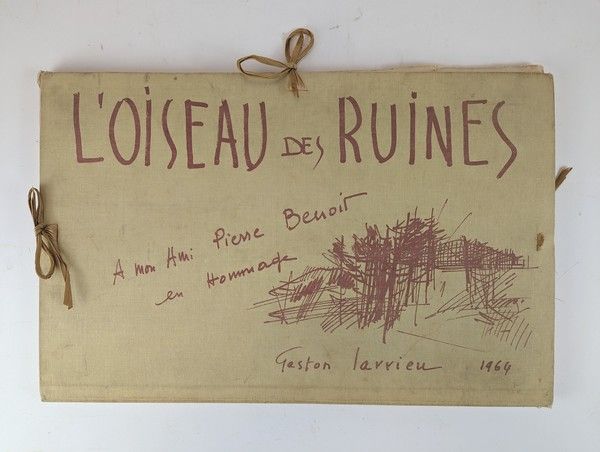 L'OISEAU DES RUINES
A mon Ami Pierre Benoit
en Hommage
Gaston Larrieu 1964